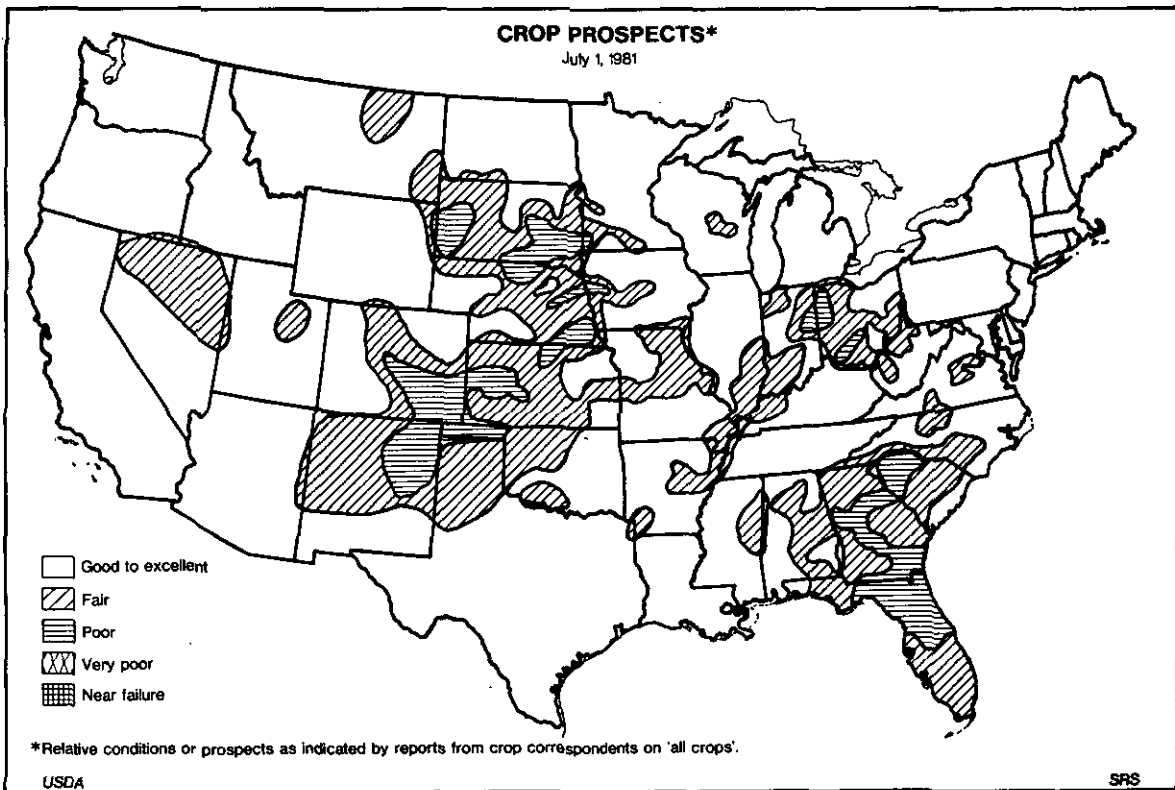 CROP PROSPECTS*
July 1, 1981
Good to excellent
Fair
Poor
Very poor
Near failure
*Relative conditions or prospects as indicated by reports from crop correspondents on 'all crops'.
USDA
SRS